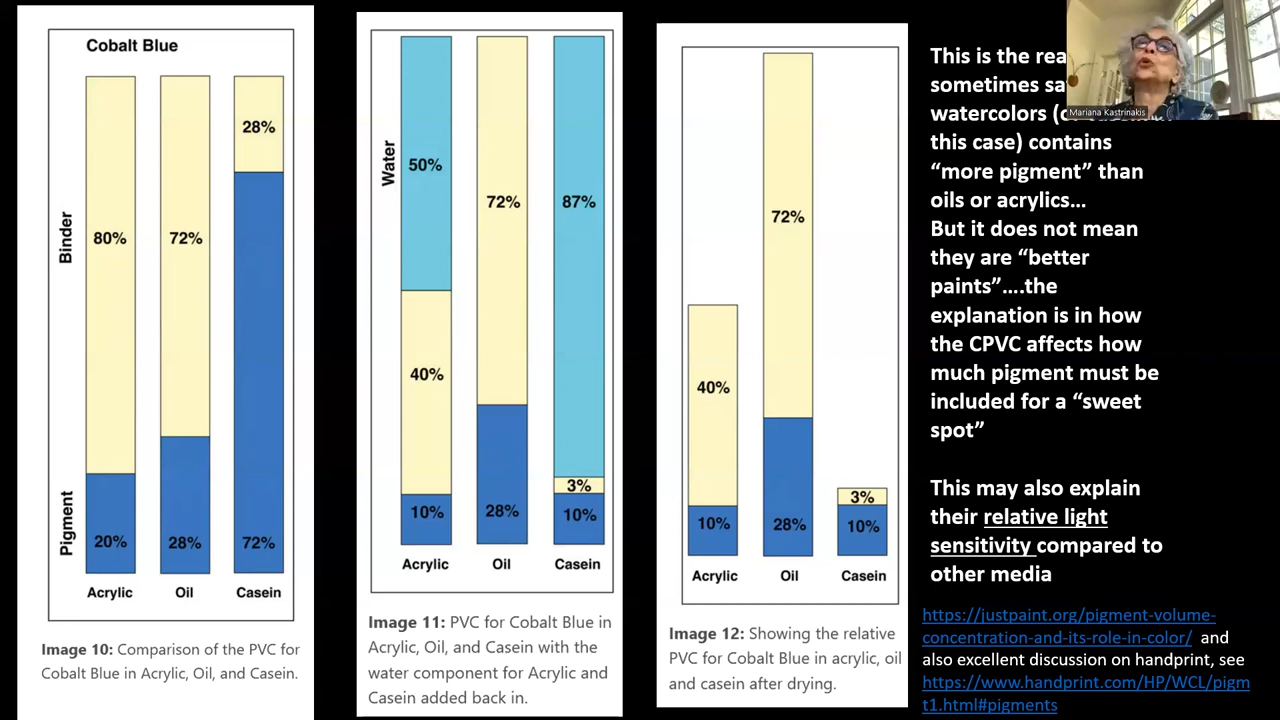 Cobalt Blue
28%
Binder
80%
72%
Pigment
20%
28%
72%
Acrylic
Oil
Casein
Image 10: Comparison of the PVC for
Cobalt Blue in Acrylic, Oil, and Casein.
Water
50%
72%
87%
40%
3%
10%
28%
10%
Acrylic
Oil
Casein
Image 11: PVC for Cobalt Blue in
Acrylic, Oil, and Casein with the
water component for Acrylic and
Casein added back in.
72%
40%
3%
10%
28%
10%
Acrylic
Oil
Casein
Image 12: Showing the relative
PVC for Cobalt Blue in acrylic, oil
and casein after drying.
This is the
sometimes
watercolors
this case) contains
“more pigment” than
oils or acrylics…
But it does not mean
they are “better
paints”….the
explanation is in how
the CPVC affects how
much pigment must be
included for a “sweet
spot”
This may also explain
their relative light
sensitivity compared to
other media
https://justpaint.org/pigment-volume-
concentration-and-its-role-in-color/ and
also excellent discussion on handprint, see
https://www.handprint.com/HP/WCL/pigm
t1.html#pigments
Mariana Kastrinakis